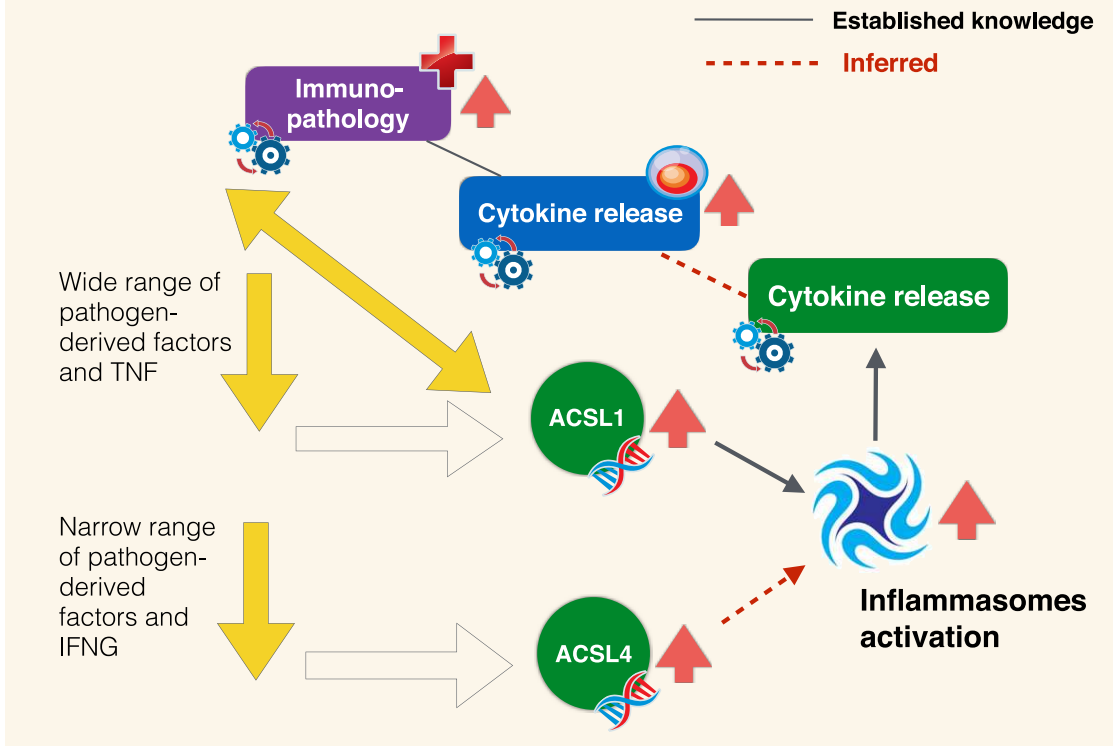 Established knowledge
Inferred
Immuno-
pathology
Cytokine release
Cytokine release
Wide range of
pathogen-
derived factors
and TNF
ACSL1
Narrow range
of pathogen-
derived
factors and
IFNG
ACSL4
Inflammasomes
activation